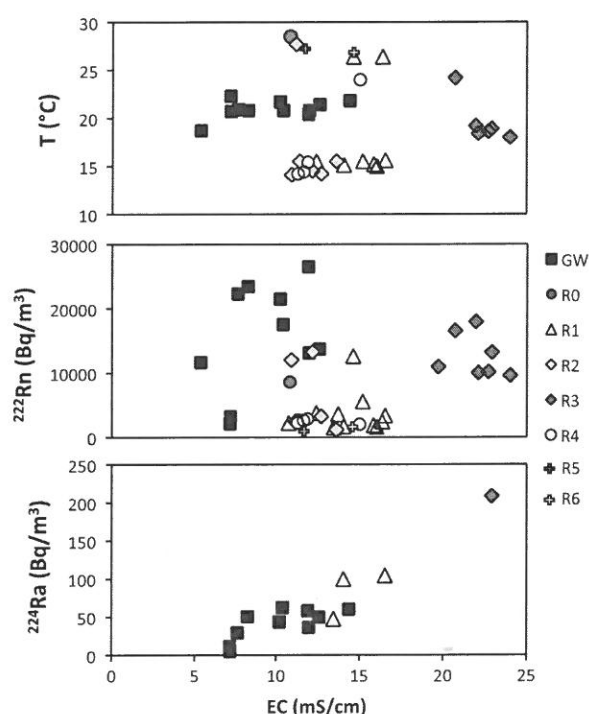 30
25
20
15
10
T (°C)
30000
20000
10000
0
²²²Rn (Bq/m³)
GW
R0
R1
R2
R3
R4
R5
R6
250
200
150
100
50
0
²²⁴Ra (Bq/m³)
0 5 10 15 20 25
EC (mS/cm)